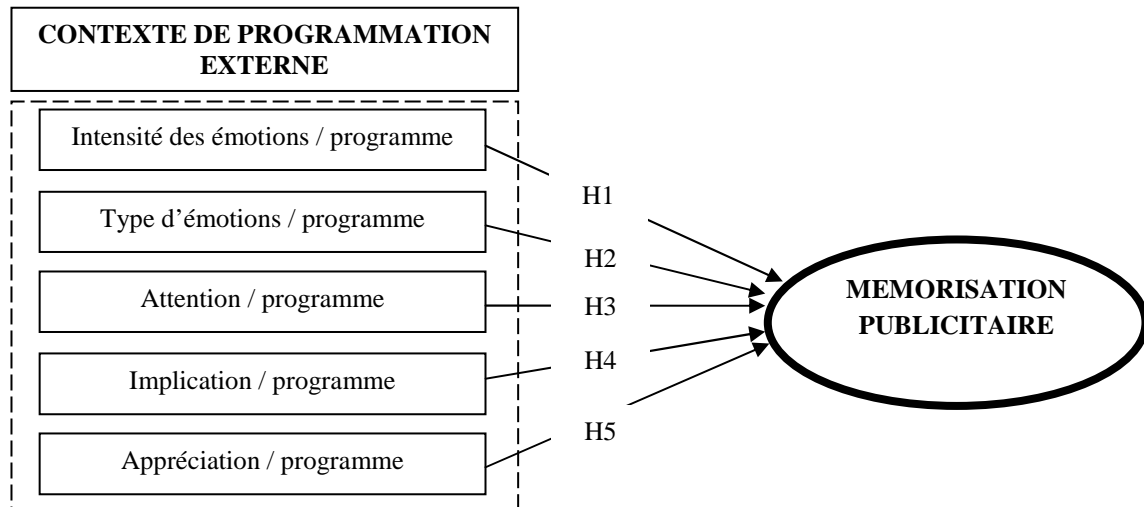 CONTEXTE DE PROGRAMMATION
EXTERNE
Intensité des émotions / programme
H1
Type d’émotions / programme
H2
Attention / programme
H3
Implication / programme
H4
Appréciation / programme
H5
MEMORISATION
PUBLICITAIRE